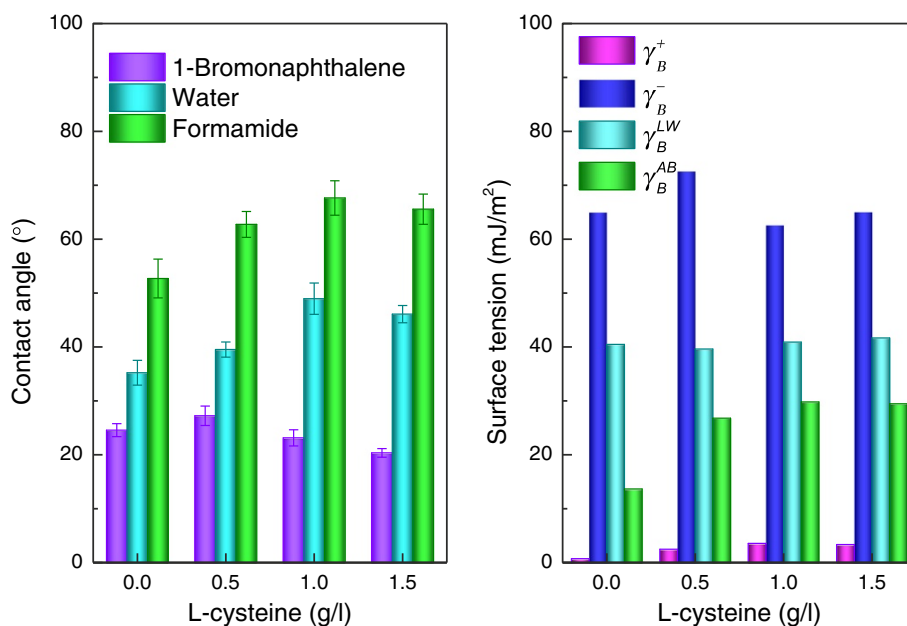 100
80
60
40
20
0
Contact angle (°)
1-Bromonaphthalene
Water
Formamide
0.0 0.5 1.0 1.5
L-cysteine (g/l)
100
80
60
40
20
0
Surface tension (mJ/m²)
γ_B^+
γ_B^-
γ_B^LW
γ_B^AB
0.0 0.5 1.0 1.5
L-cysteine (g/l)